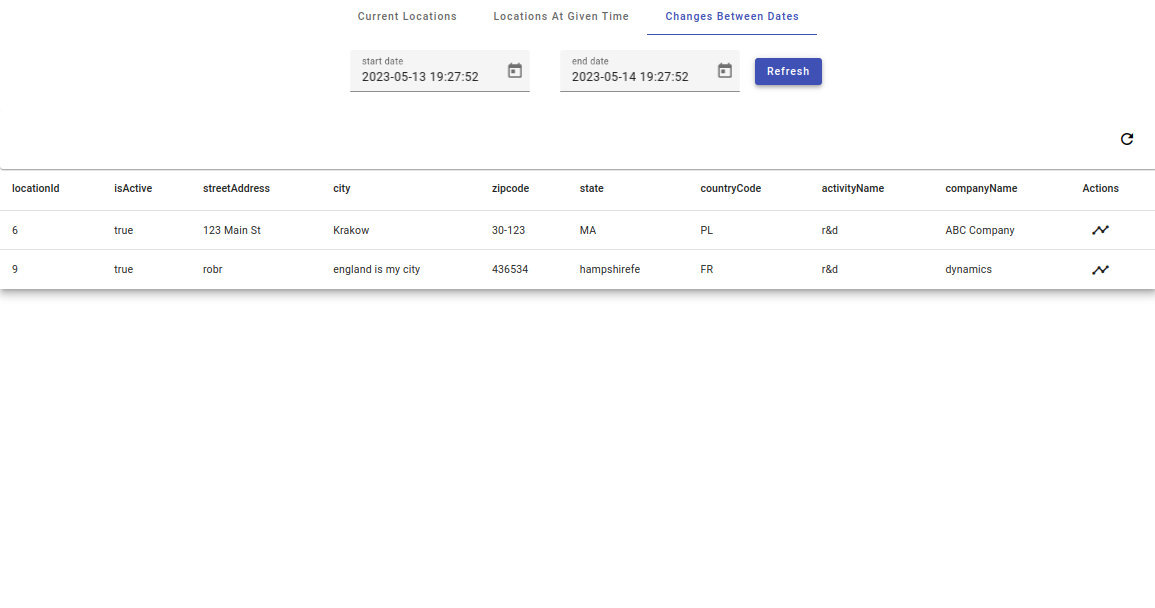 Current Locations Locations At Given Time Changes Between Dates
start date end date
2023-05-13 19:27:52 2023-05-14 19:27:52 Refresh
locationId isActive streetAddress city zipcode state countryCode activityName companyName Actions
6 true 123 Main St Krakow 30-123 MA PL r&d ABC Company
9 true robr england is my city 436534 hampshirefe FR r&d dynamics